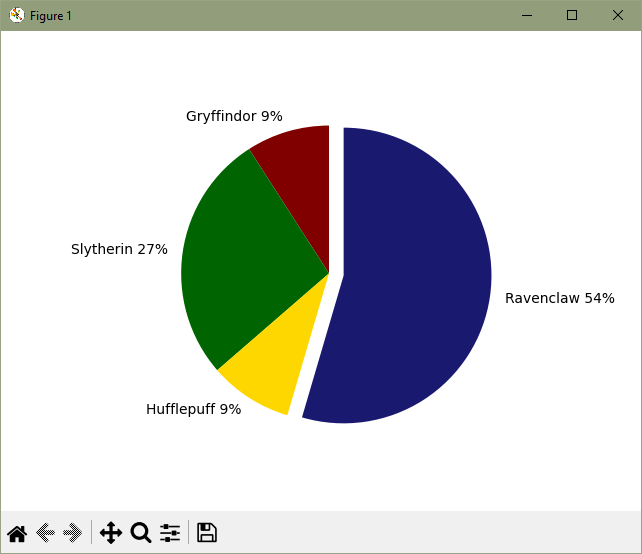 Figure 1
Gryffindor 9%
Slytherin 27%
Ravenclaw 54%
Hufflepuff 9%